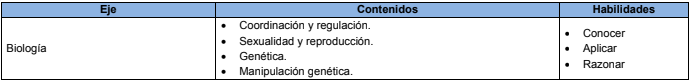 Eje Contenidos Habilidades
Biología
• Coordinación y regulación.
• Sexualidad y reproducción.
• Genética.
• Manipulación genética.
• Conocer
• Aplicar
• Razonar